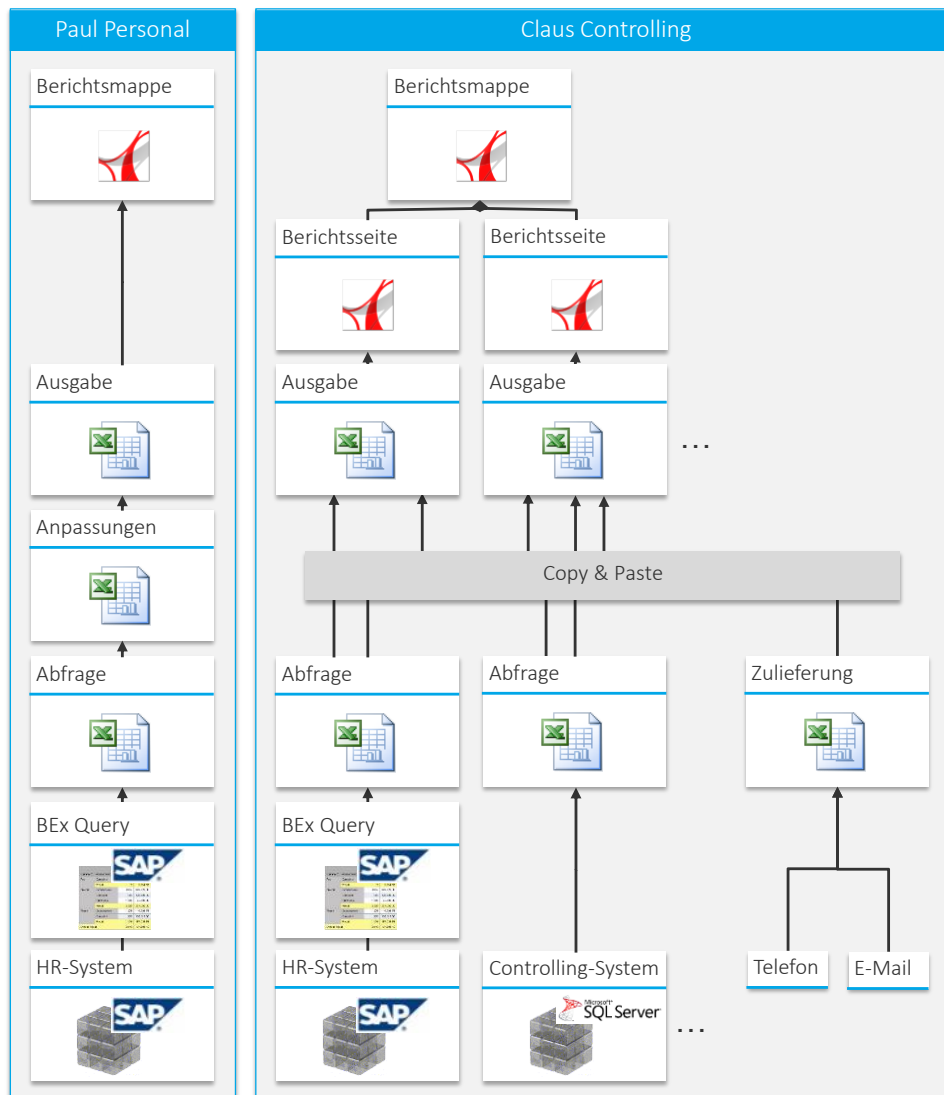 Paul Personal
Berichtsmappe
Ausgabe
Anpassungen
Abfrage
BEx Query
SAP
HR-System
SAP
Claus Controlling
Berichtsmappe
Berichtsseite
Berichtsseite
Ausgabe
Ausgabe
...
Copy & Paste
Abfrage
Abfrage
Zulieferung
BEx Query
SAP
HR-System
SAP
Controlling-System
Microsoft
SQL Server
...
Telefon
E-Mail